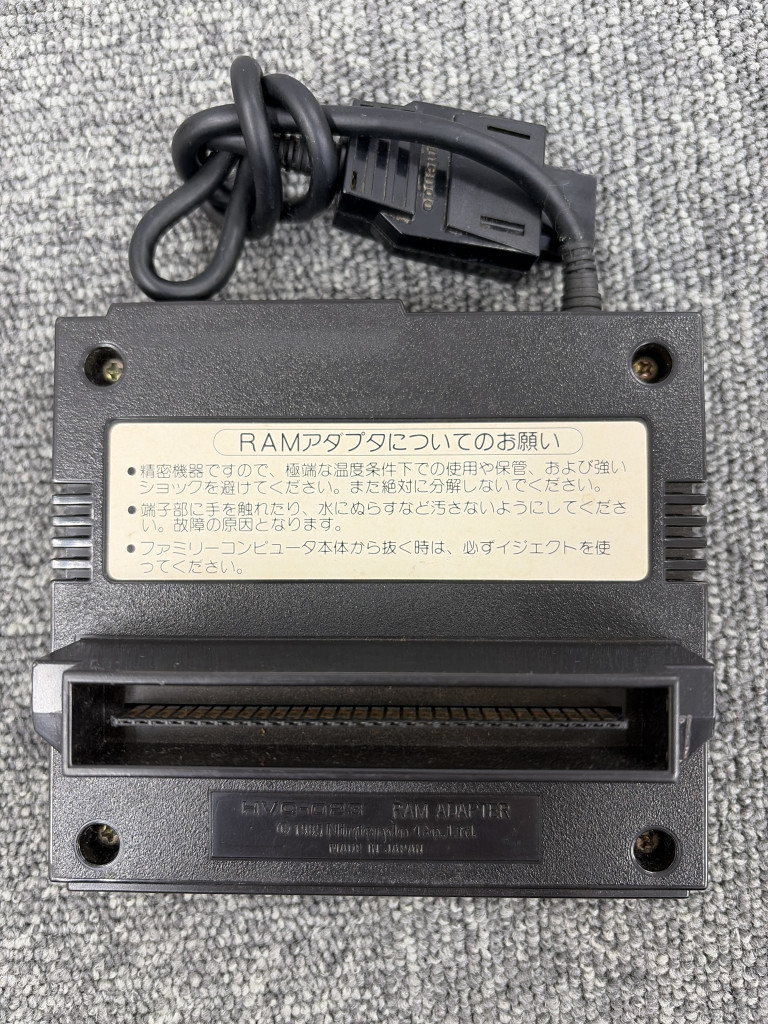 Nintendo
RAMアダプタについてのお願い
●精密機器ですので、極端な温度条件下での使用や保管、および強い
ショックを避けてください。また絶対に分解しないでください。
●端子部に手を触れたり、水にぬらすなど汚さないようにしてくださ
い。故障の原因となります。
●ファミリーコンピュータ本体から抜く時は、必ずイジェクトを使
ってください。
RAM ADAPTER
Nintendo Co., Ltd.
MADE IN JAPAN